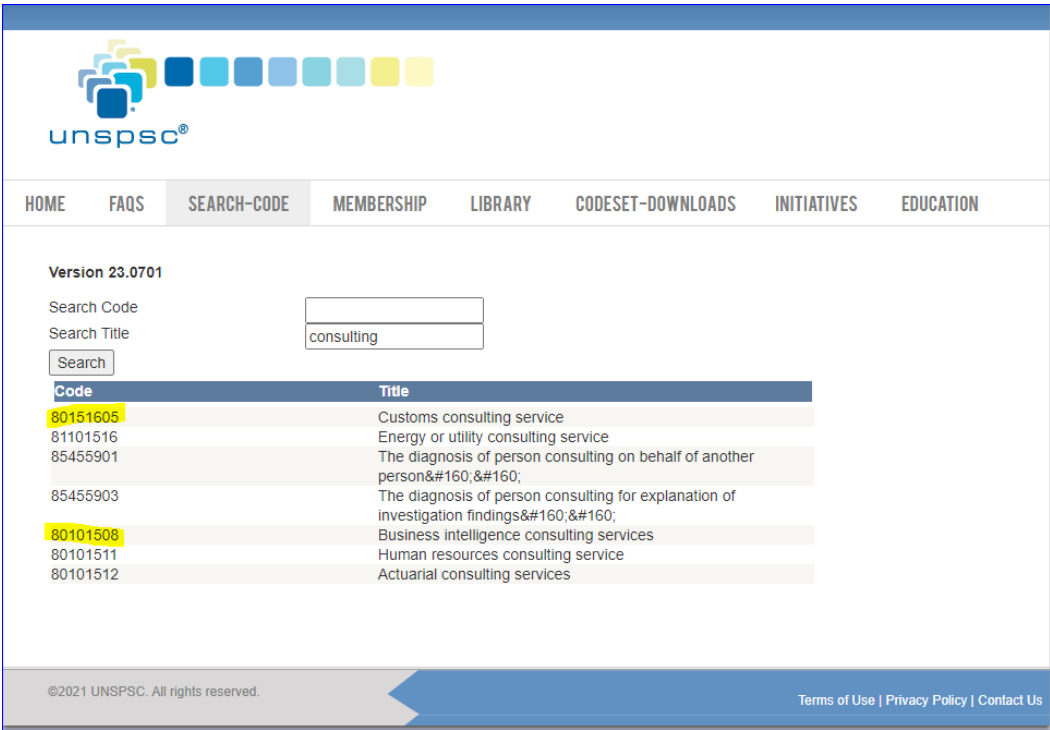 unspsc®
HOME FAQS SEARCH-CODE MEMBERSHIP LIBRARY CODESET-DOWNLOADS INITIATIVES EDUCATION
Version 23.0701
Search Code
Search Title consulting
Search
Code Title
80151605 Customs consulting service
81101516 Energy or utility consulting service
85455901 The diagnosis of person consulting on behalf of another
person&#160;&#160;
85455903 The diagnosis of person consulting for explanation of
investigation findings&#160;&#160;
80101508 Business intelligence consulting services
80101511 Human resources consulting service
80101512 Actuarial consulting services
©2021 UNSPSC. All rights reserved.
Terms of Use | Privacy Policy | Contact Us